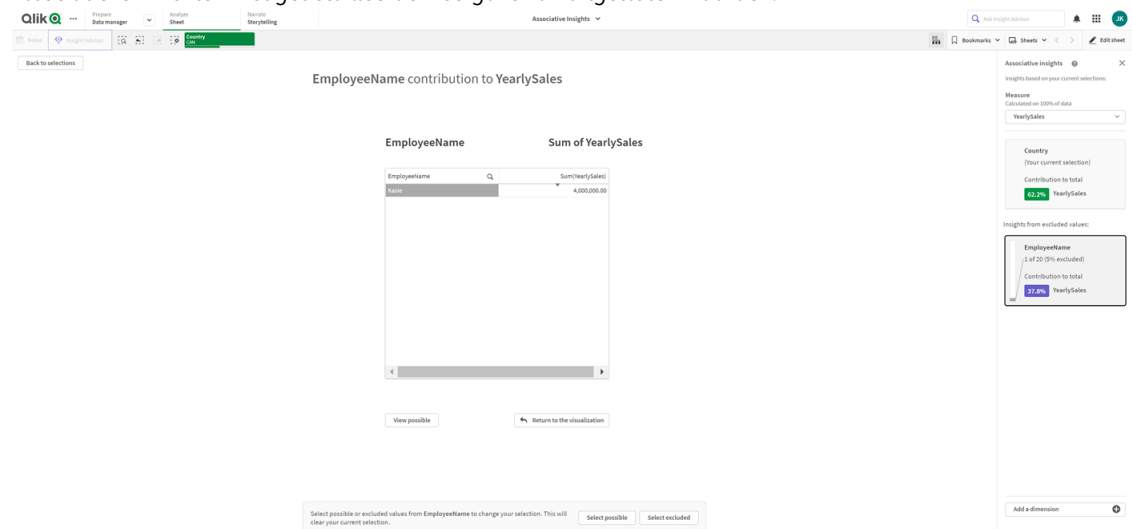 Qlik
Prepare
Data manager
Analyze
Sheet
Narrate
Storytelling
Associative Insights
Ask Insight Advisor
JK
Notes
Insight Advisor
Country
CAN
Bookmarks
Sheets
Edit sheet
Back to selections
EmployeeName contribution to YearlySales
EmployeeName
Sum of YearlySales
EmployeeName
Sum(YearlySales)
Kasie
4,000,000.00
View possible
Return to the visualization
Select possible or excluded values from EmployeeName to change your selection. This will
clear your current selection.
Select possible
Select excluded
Associative insights
Insights based on your current selections:
Measure
Calculated on 100% of data
YearlySales
Country
(Your current selection)
Contribution to total
62.2% YearlySales
Insights from excluded values:
EmployeeName
1 of 20 (5% excluded)
Contribution to total
37.8% YearlySales
Add a dimension